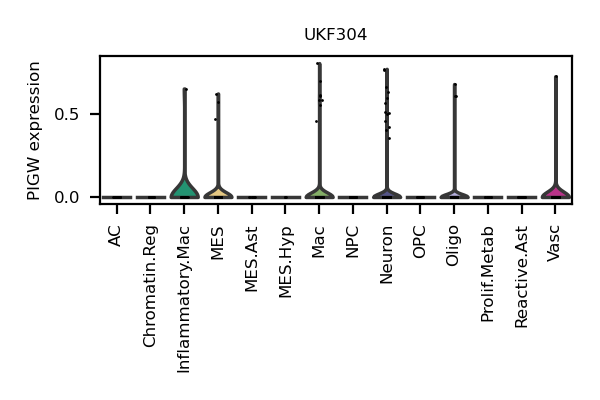 UKF304
PIGW expression
0.5
0.0
AC
Chromatin.Reg
Inflammatory.Mac
MES
MES.Ast
MES.Hyp
Mac
NPC
Neuron
OPC
Oligo
Prolif.Metab
Reactive.Ast
Vasc